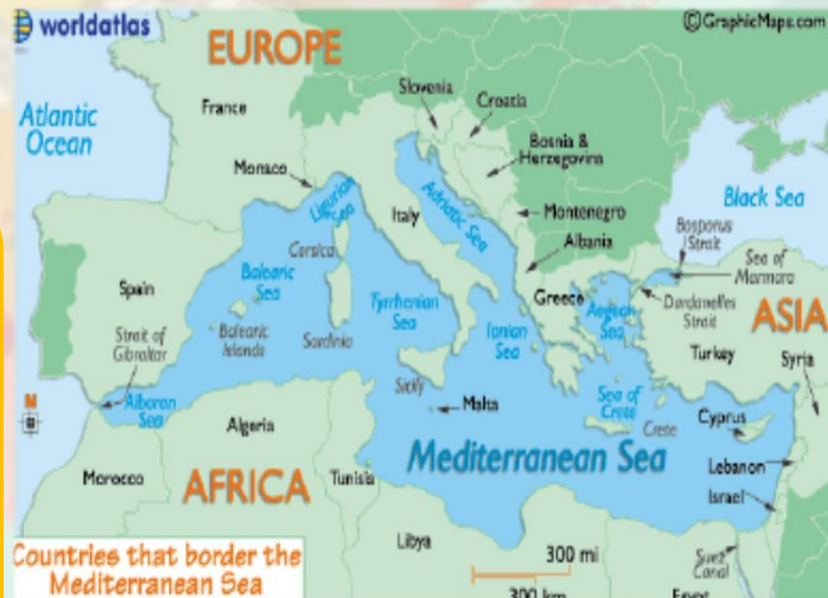 worldatlas
©GraphicMaps.com
EUROPE
Atlantic
Ocean
France
Slovenia
Croatia
Bosnia &
Herzegovina
Monaco
Ligurian
Sea
Italy
Adriatic Sea
Montenegro
Albania
Black Sea
Bosporus
Strait
Sea of
Marmara
Corsica
Balearic
Sea
Spain
Tyrrhenian
Sea
Greece
Aegean
Sea
Dardanelles
Strait
ASIA
Strait of
Gibraltar
Balearic
Islands
Sardinia
Ionian
Sea
Turkey
Syria
Sicily
Malta
Sea of
Crete
Crete
Cyprus
N
Alboran
Sea
Algeria
Mediterranean Sea
Lebanon
Israel
Morocco
AFRICA
Tunisia
Libya
300 mi
300 km
Suez
Canal
Egypt
Countries that border the
Mediterranean Sea